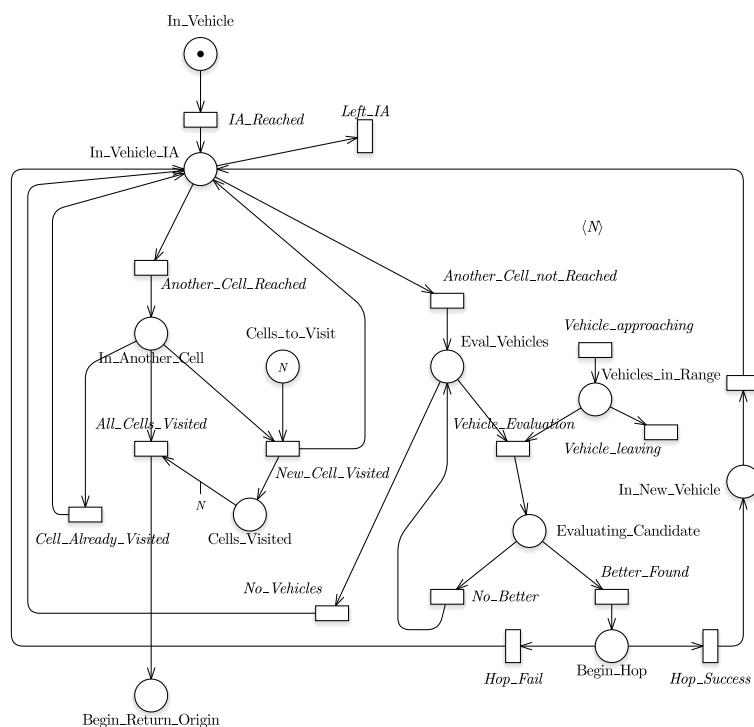 In_Vehicle
IA_Reached
Left_IA
In_Vehicle_IA
⟨N⟩
Another_Cell_Reached
Another_Cell_not_Reached
Vehicle_approaching
Cells_to_Visit
Eval_Vehicles
In_Another_Cell
N
Vehicles_in_Range
All_Cells_Visited
Vehicle_Evaluation
Vehicle_leaving
New_Cell_Visited
In_New_Vehicle
N
Cell_Already_Visited
Cells_Visited
Evaluating_Candidate
No_Vehicles
No_Better
Better_Found
Hop_Fail
Begin_Hop
Hop_Success
Begin_Return_Origin